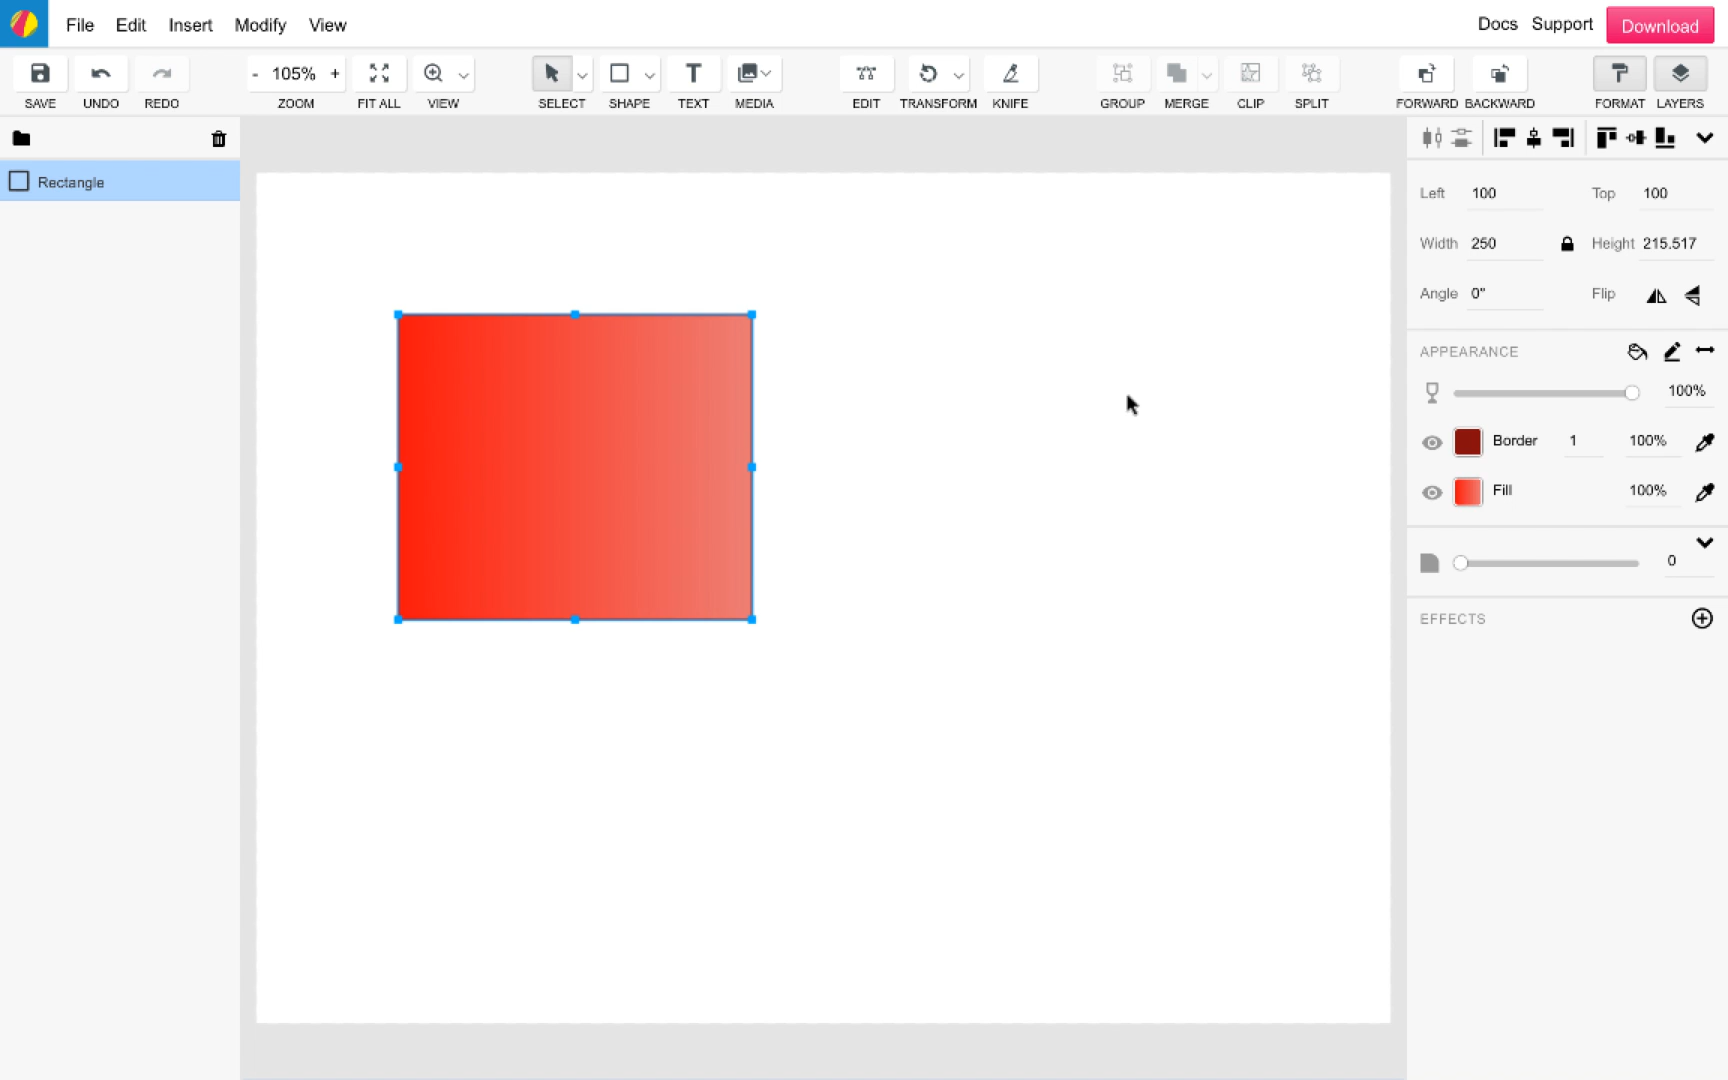 File Edit Insert Modify View
Docs Support Download
- 105% +
SAVE UNDO REDO ZOOM FIT ALL VIEW SELECT SHAPE TEXT MEDIA EDIT TRANSFORM KNIFE GROUP MERGE CLIP SPLIT FORWARD BACKWARD FORMAT LAYERS
Rectangle
Left 100 Top 100
Width 250 Height 215.517
Angle 0° Flip
APPEARANCE
100%
Border 1 100%
Fill 100%
0
EFFECTS